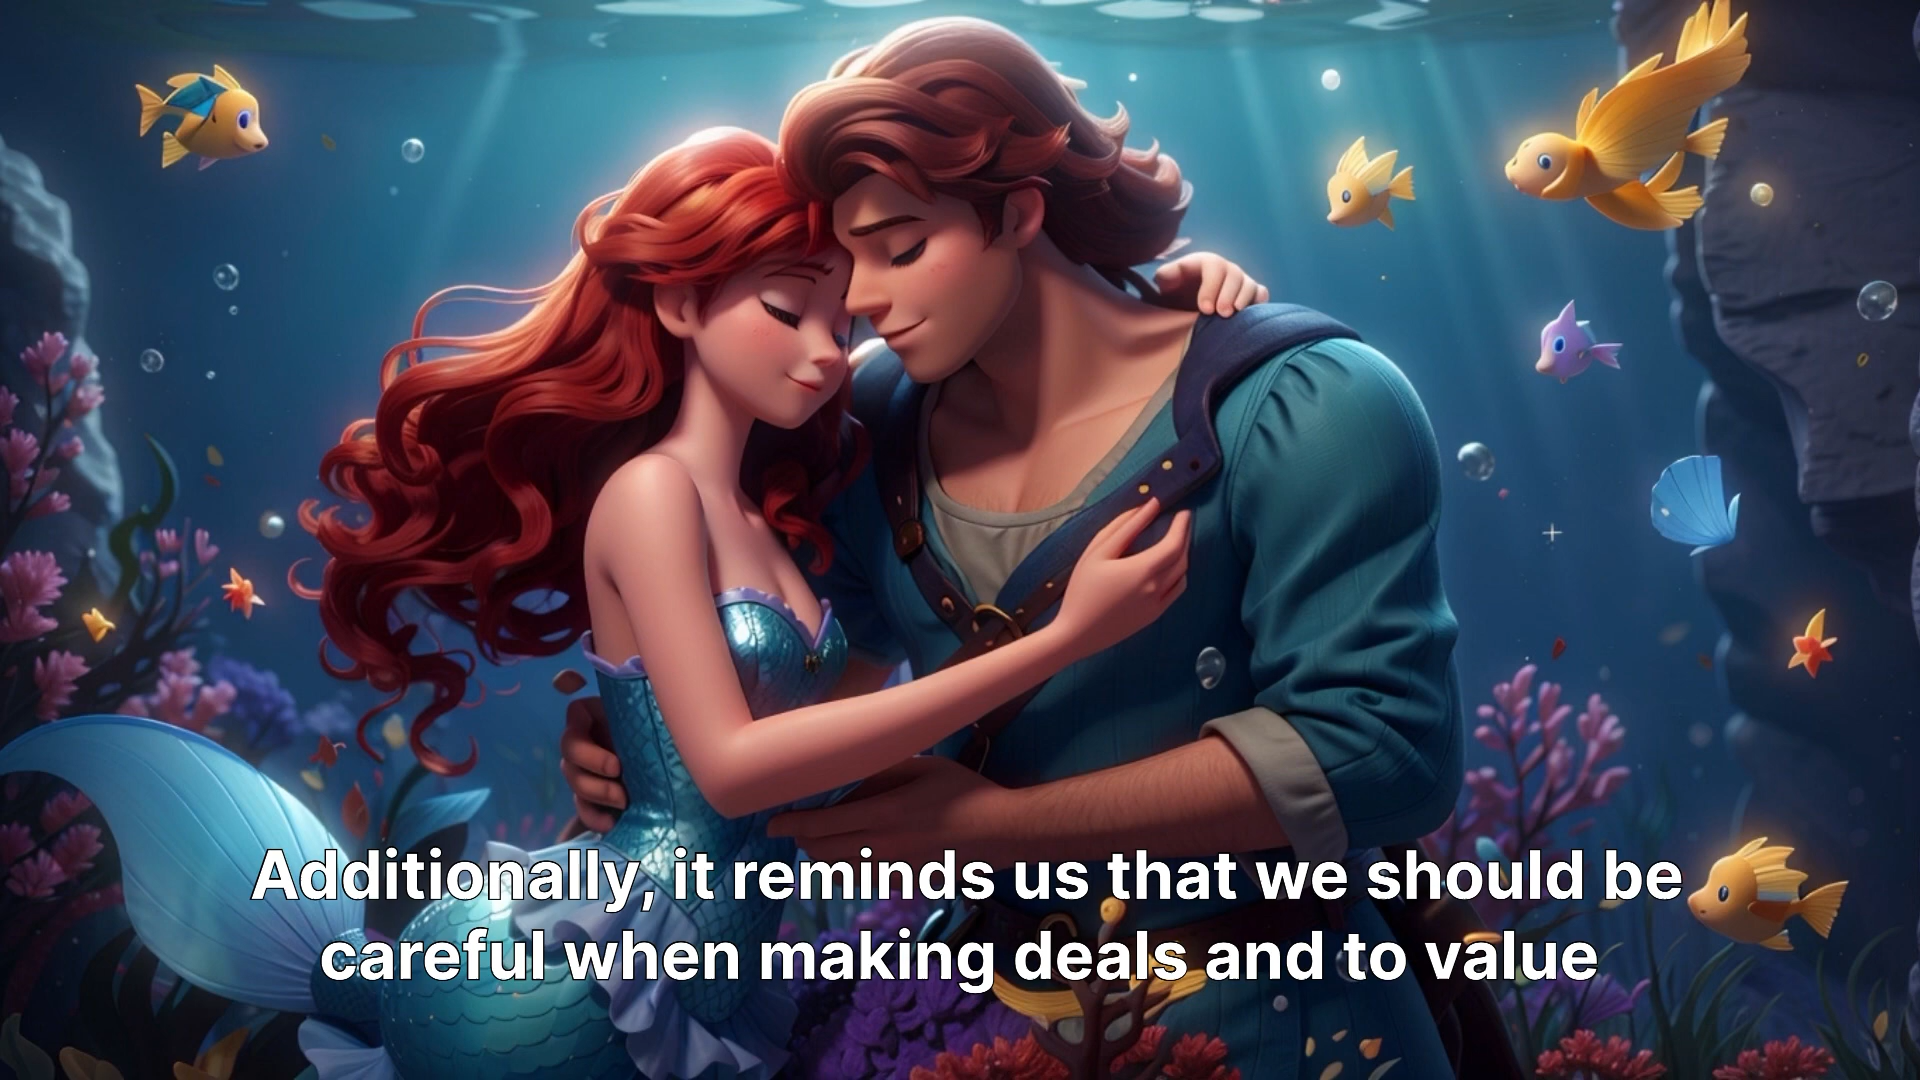 Additionally, it reminds us that we should be
careful when making deals and to value